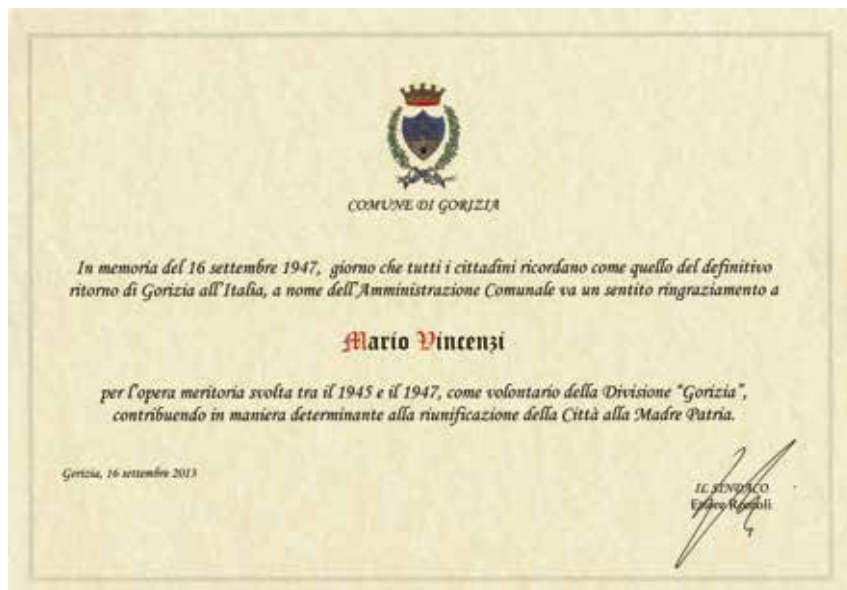 COMUNE DI GORIZIA
In memoria del 16 settembre 1947, giorno che tutti i cittadini ricordano come quello del definitivo
ritorno di Gorizia all'Italia, a nome dell'Amministrazione Comunale va un sentito ringraziamento a
Mario Vincenzi
per l'opera meritoria svolta tra il 1945 e il 1947, come volontario della Divisione "Gorizia",
contribuendo in maniera determinante alla riunificazione della Città alla Madre Patria.
Gorizia, 16 settembre 2013
IL SINDACO
Ettore Romoli